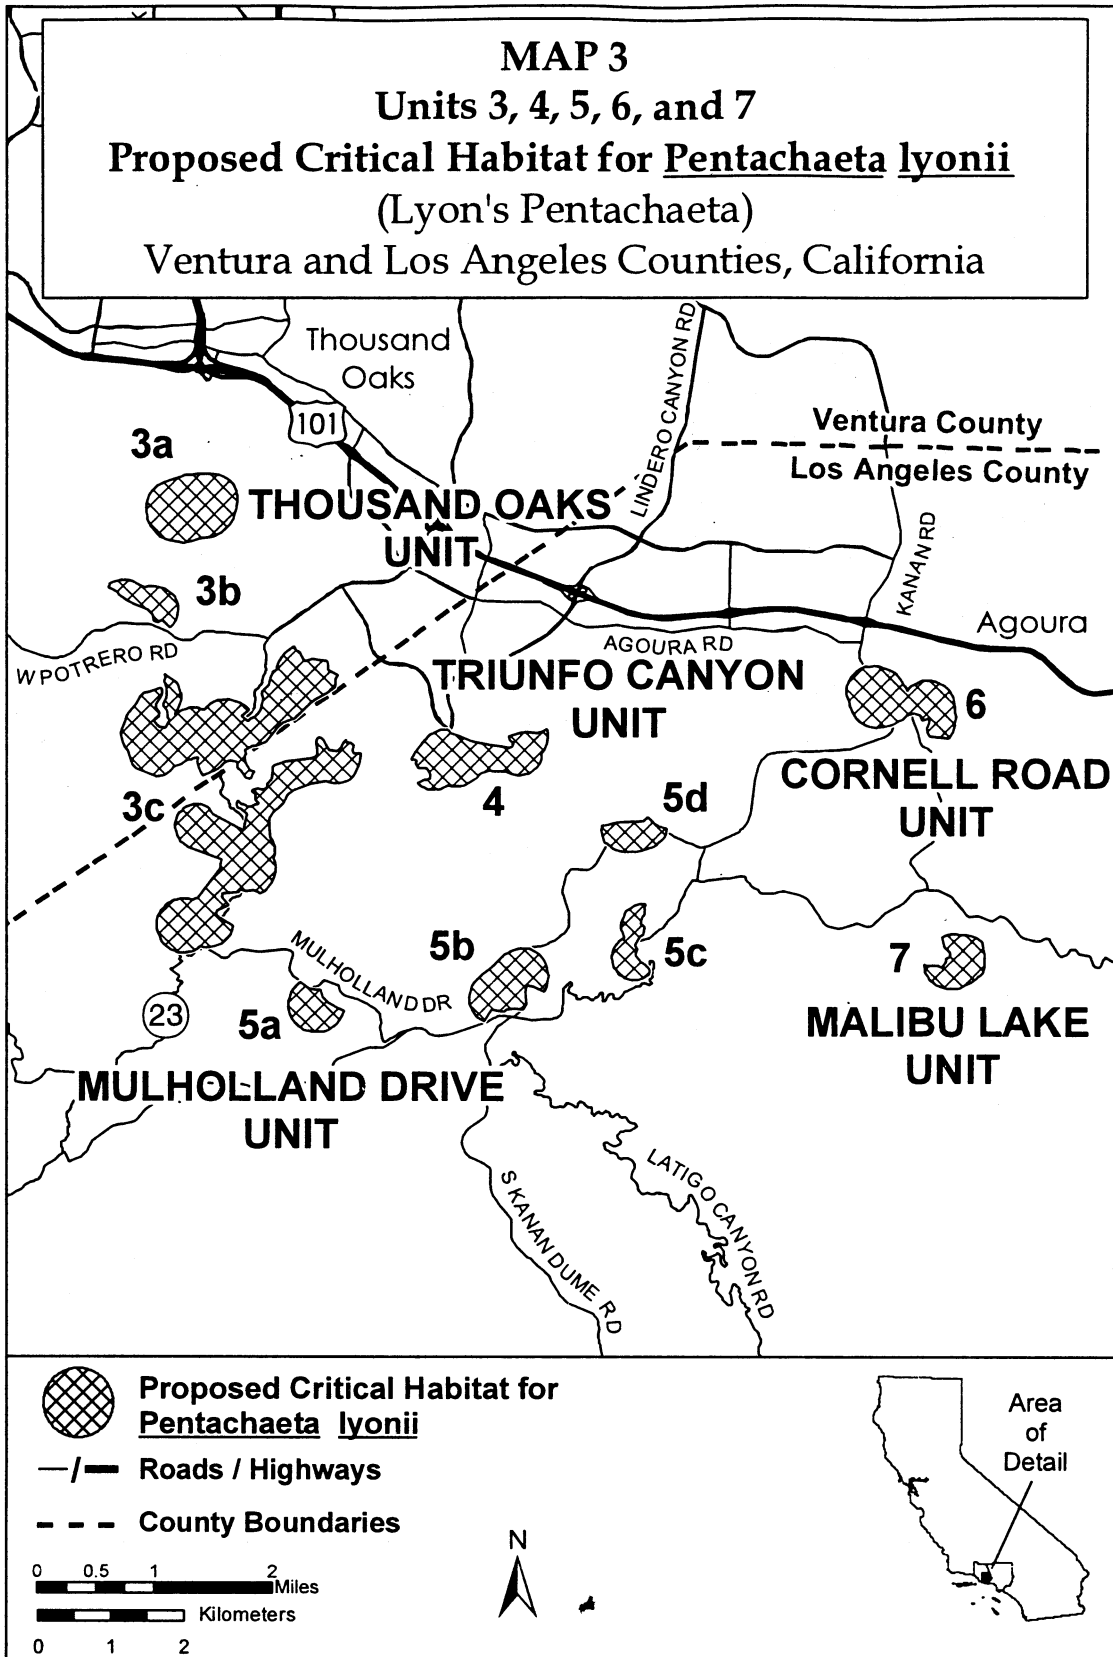 MAP 3
Units 3, 4, 5, 6, and 7
Proposed Critical Habitat for Pentachaeta lyonii
(Lyon's Pentachaeta)
Ventura and Los Angeles Counties, California
Thousand
Oaks
101
LINDERO CANYON RD
Ventura County
Los Angeles County
3a
THOUSAND OAKS
UNIT
KANAN RD
3b
Agoura
W POTRERO RD
AGOURA RD
TRIUNFO CANYON
UNIT
6
CORNELL ROAD
UNIT
3c
4
5d
MULHOLLAND DR
5b
5c
7
23
5a
MALIBU LAKE
UNIT
MULHOLLAND DRIVE
UNIT
LATIGO CANYON RD
S KANAN DUME RD
Proposed Critical Habitat for
Pentachaeta lyonii
Roads / Highways
County Boundaries
0 0.5 1 2
Miles
Kilometers
0 1 2
N
Area
of
Detail